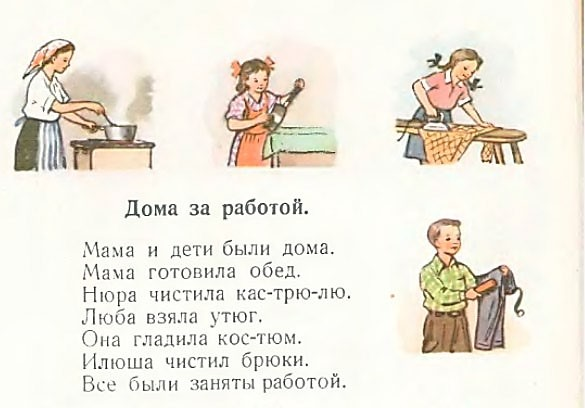 Дома за работой.
Мама и дети были дома.
Мама готовила обед.
Нюра чистила кас-трю-лю.
Люба взяла утюг.
Она гладила кос-тюм.
Илюша чистил брюки.
Все были заняты работой.